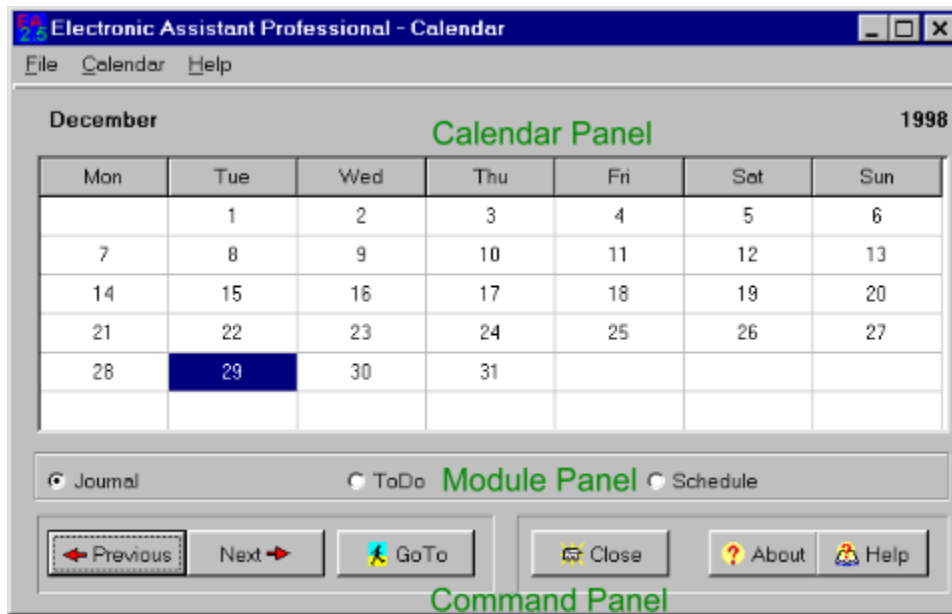 EA 2.5 Electronic Assistant Professional - Calendar
File Calendar Help
December Calendar Panel 1998
Mon Tue Wed Thu Fri Sat Sun
1 2 3 4 5 6
7 8 9 10 11 12 13
14 15 16 17 18 19 20
21 22 23 24 25 26 27
28 29 30 31
Journal ToDo Module Panel Schedule
Previous Next GoTo Close ? About Help
Command Panel